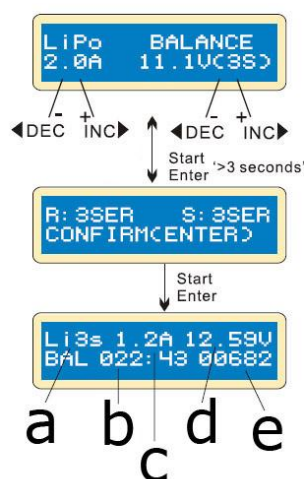 LiPo BALANCE
2.0A 11.1V(3S)
- + - +
◀DEC INC▶ ◀DEC INC▶
Start
Enter '>3 seconds'
R: 3SER S: 3SER
CONFIRM(ENTER)
Start
Enter
Li3s 1.2A 12.59V
BAL 022:43 00682
a b c d e